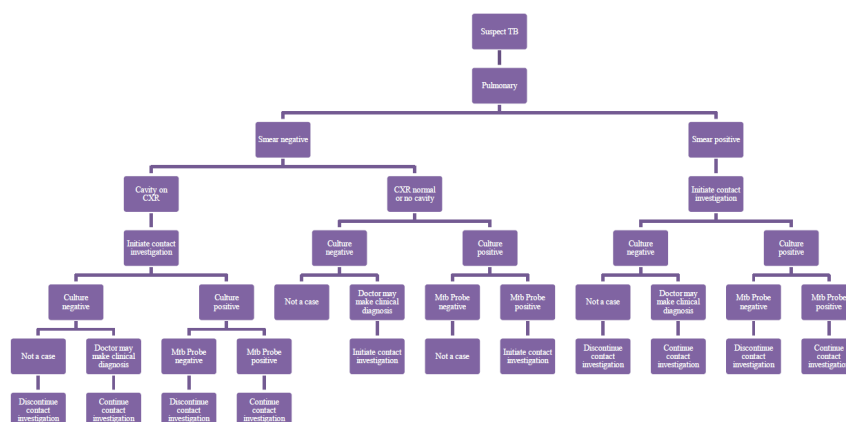 Suspect TB
Pulmonary
Smear negative
Smear positive
Cavity on
CXR
CXR normal
or no cavity
Initiate contact
investigation
Initiate contact
investigation
Culture
negative
Culture
positive
Culture
negative
Culture
positive
Culture
negative
Culture
positive
Not a case
Doctor may
make clinical
diagnosis
Mtb Probe
negative
Mtb Probe
positive
Not a case
Doctor may
make clinical
diagnosis
Mtb Probe
negative
Mtb Probe
positive
Not a case
Doctor may
make clinical
diagnosis
Mtb Probe
negative
Mtb Probe
positive
Initiate contact
investigation
Not a case
Initiate contact
investigation
Discontinue
contact
investigation
Continue
contact
investigation
Discontinue
contact
investigation
Continue
contact
investigation
Discontinue
contact
investigation
Continue
contact
investigation
Discontinue
contact
investigation
Continue
contact
investigation